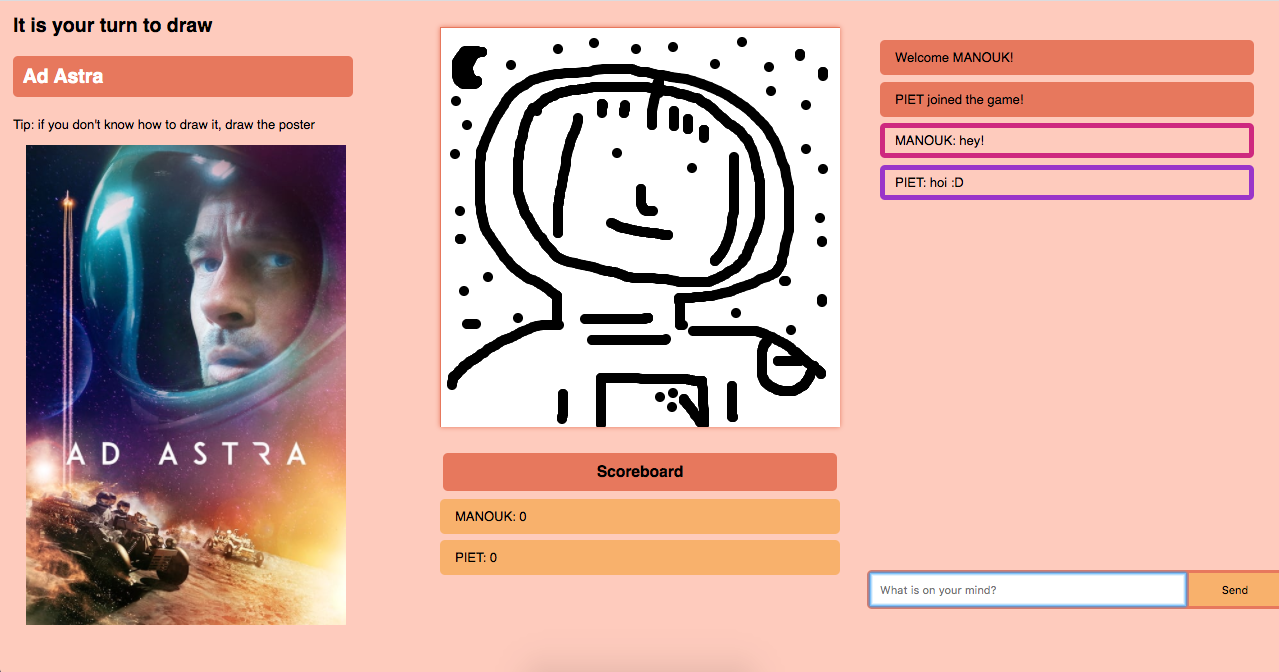 It is your turn to draw
Ad Astra
Tip: if you don't know how to draw it, draw the poster
AD ASTRA
Scoreboard
MANOUK: 0
PIET: 0
Welcome MANOUK!
PIET joined the game!
MANOUK: hey!
PIET: hoi :D
What is on your mind?
Send